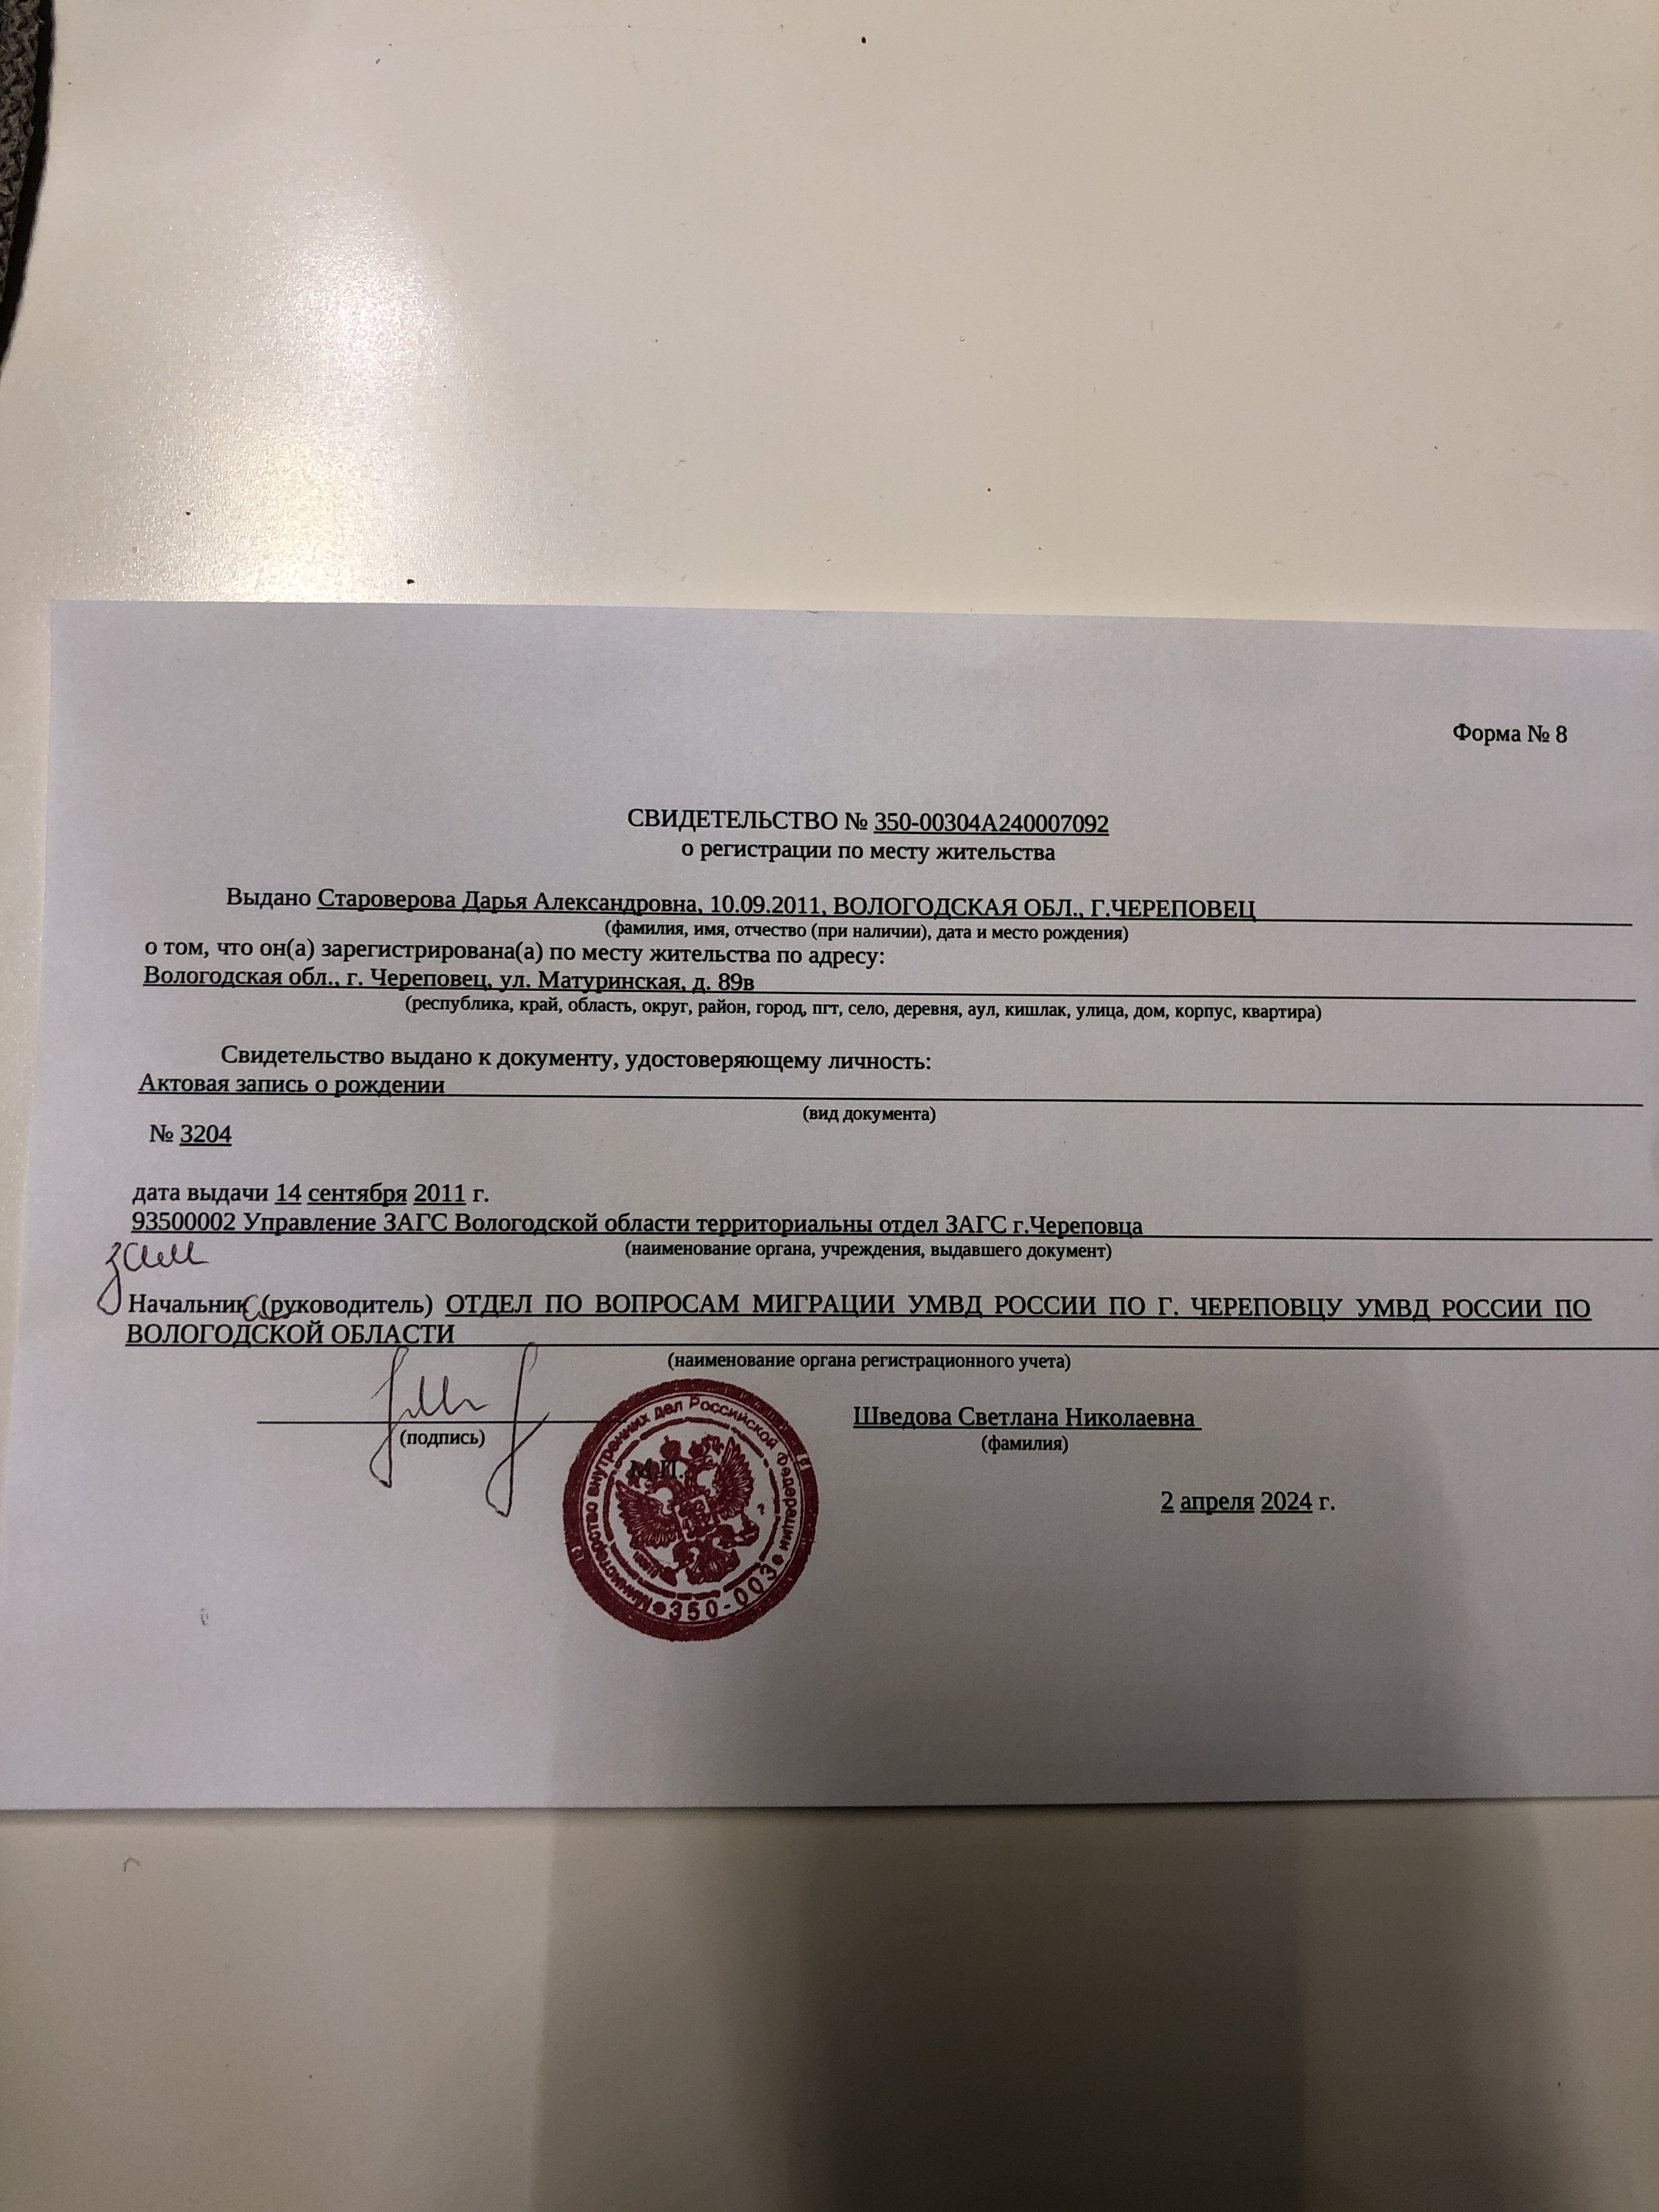 Форма № 8
СВИДЕТЕЛЬСТВО № 350-00304А240007092
о регистрации по месту жительства
Выдано Староверова Дарья Александровна, 10.09.2011, ВОЛОГОДСКАЯ ОБЛ., Г.ЧЕРЕПОВЕЦ
(фамилия, имя, отчество (при наличии), дата и место рождения)
о том, что он(а) зарегистрирована(а) по месту жительства по адресу:
Вологодская обл., г. Череповец, ул. Матуринская, д. 89в
(республика, край, область, округ, район, город, пгт, село, деревня, аул, кишлак, улица, дом, корпус, квартира)
Свидетельство выдано к документу, удостоверяющему личность:
Актовая запись о рождении
(вид документа)
№ 3204
дата выдачи 14 сентября 2011 г.
93500002 Управление ЗАГС Вологодской области территориальны отдел ЗАГС г.Череповца
(наименование органа, учреждения, выдавшего документ)
зам
Начальник (руководитель) ОТДЕЛ ПО ВОПРОСАМ МИГРАЦИИ УМВД РОССИИ ПО Г. ЧЕРЕПОВЦУ УМВД РОССИИ ПО
ВОЛОГОДСКОЙ ОБЛАСТИ
(наименование органа регистрационного учета)
Шведова Светлана Николаевна
(подпись)
(фамилия)
М.П.
Министерство внутренних дел Российской Федерации
350-003
2 апреля 2024 г.